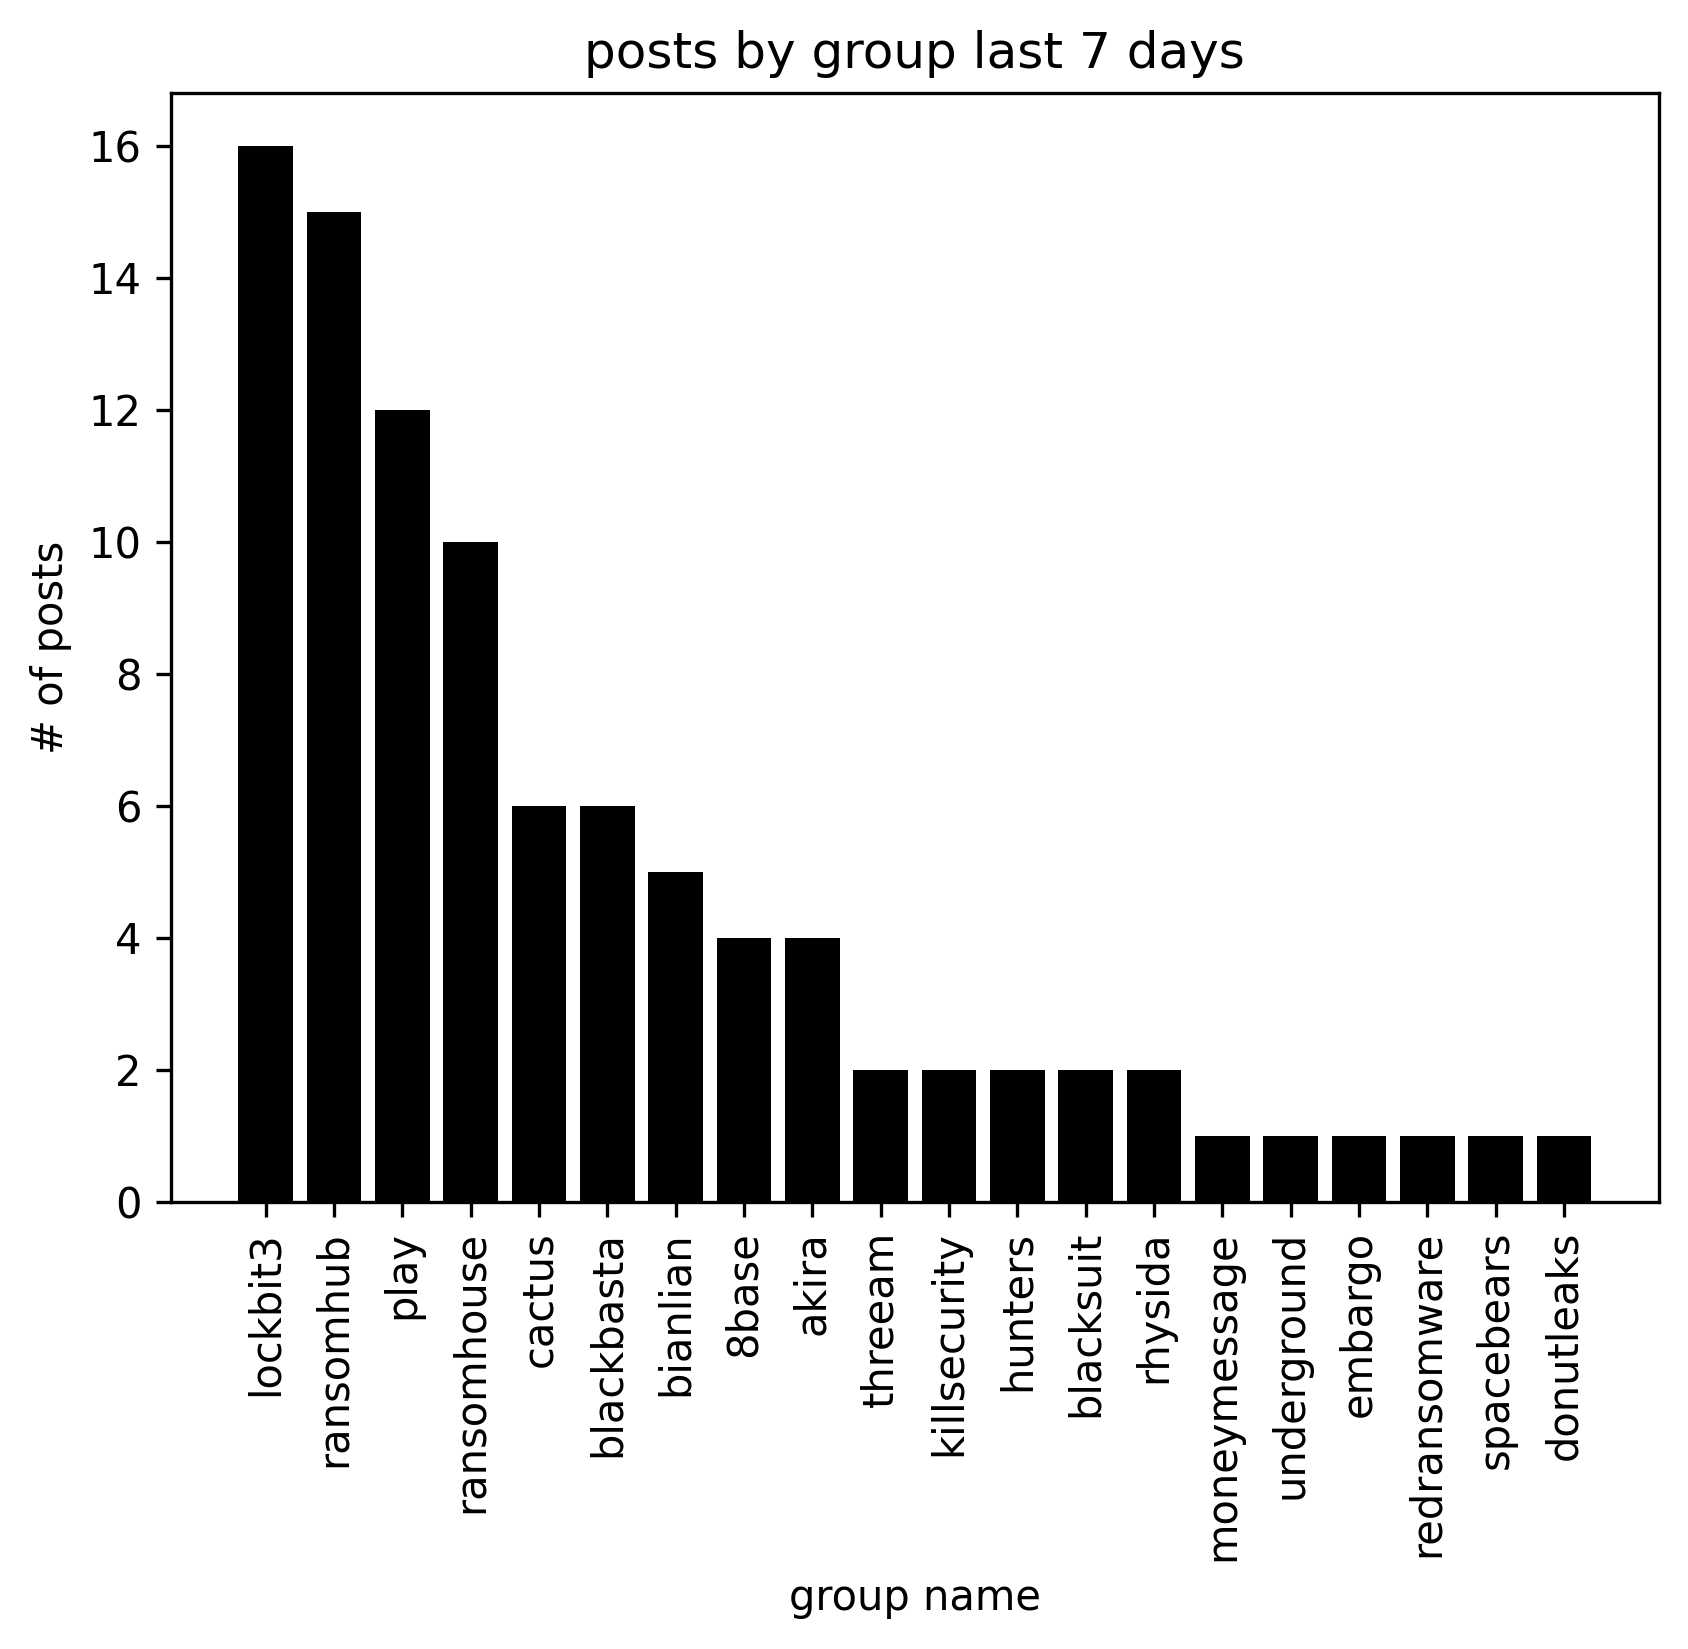 posts by group last 7 days
# of posts
16
14
12
10
8
6
4
2
0
lockbit3
ransomhub
play
ransomhouse
cactus
blackbasta
bianlian
8base
akira
threeam
killsecurity
hunters
blacksuit
rhysida
moneymessage
underground
embargo
redransomware
spacebears
donutleaks
group name